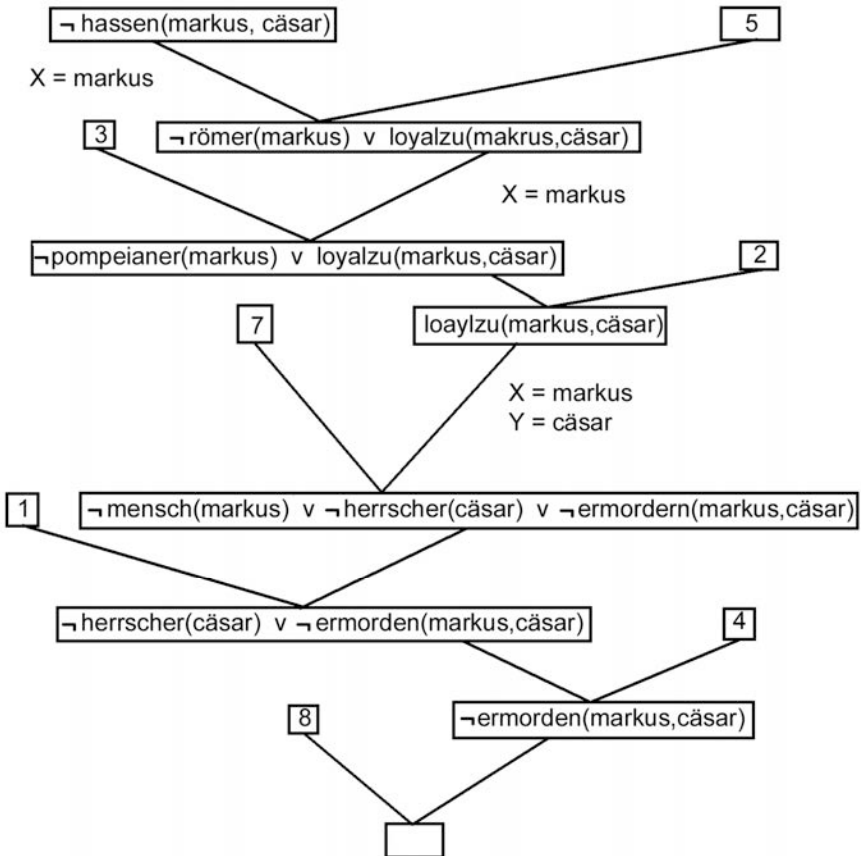 ¬ hassen(markus, cäsar)
5
X = markus
3
¬ römer(markus) v loyalzu(makrus,cäsar)
X = markus
¬pompeianer(markus) v loyalzu(markus,cäsar)
2
7
loaylzu(markus,cäsar)
X = markus
Y = cäsar
1
¬ mensch(markus) v ¬ herrscher(cäsar) v ¬ ermordern(markus,cäsar)
¬ herrscher(cäsar) v ¬ ermorden(markus,cäsar)
4
8
¬ermorden(markus,cäsar)